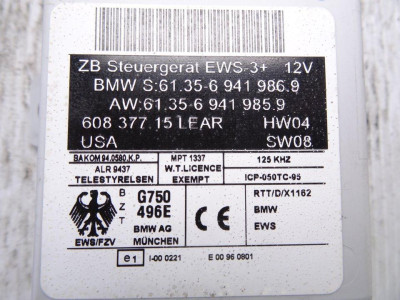 ZB Steuergerät EWS-3+ 12V
BMW S:61.35-6 941 986.9
AW:61.35-6 941 985.9
608 377.15 LEAR HW04
USA SW08
BAKOM 94.0580.K.P. MPT 1337 125 KHZ
ALR 9437 W.T.LICENCE
TELESTYRELSEN EXEMPT ICP-050TC-95
B Z T G750 CE RTT/D/X1162
496E BMW
BMW AG EWS
EWS/FZV MÜNCHEN
e1 I-00 0221 E 00 96 0801